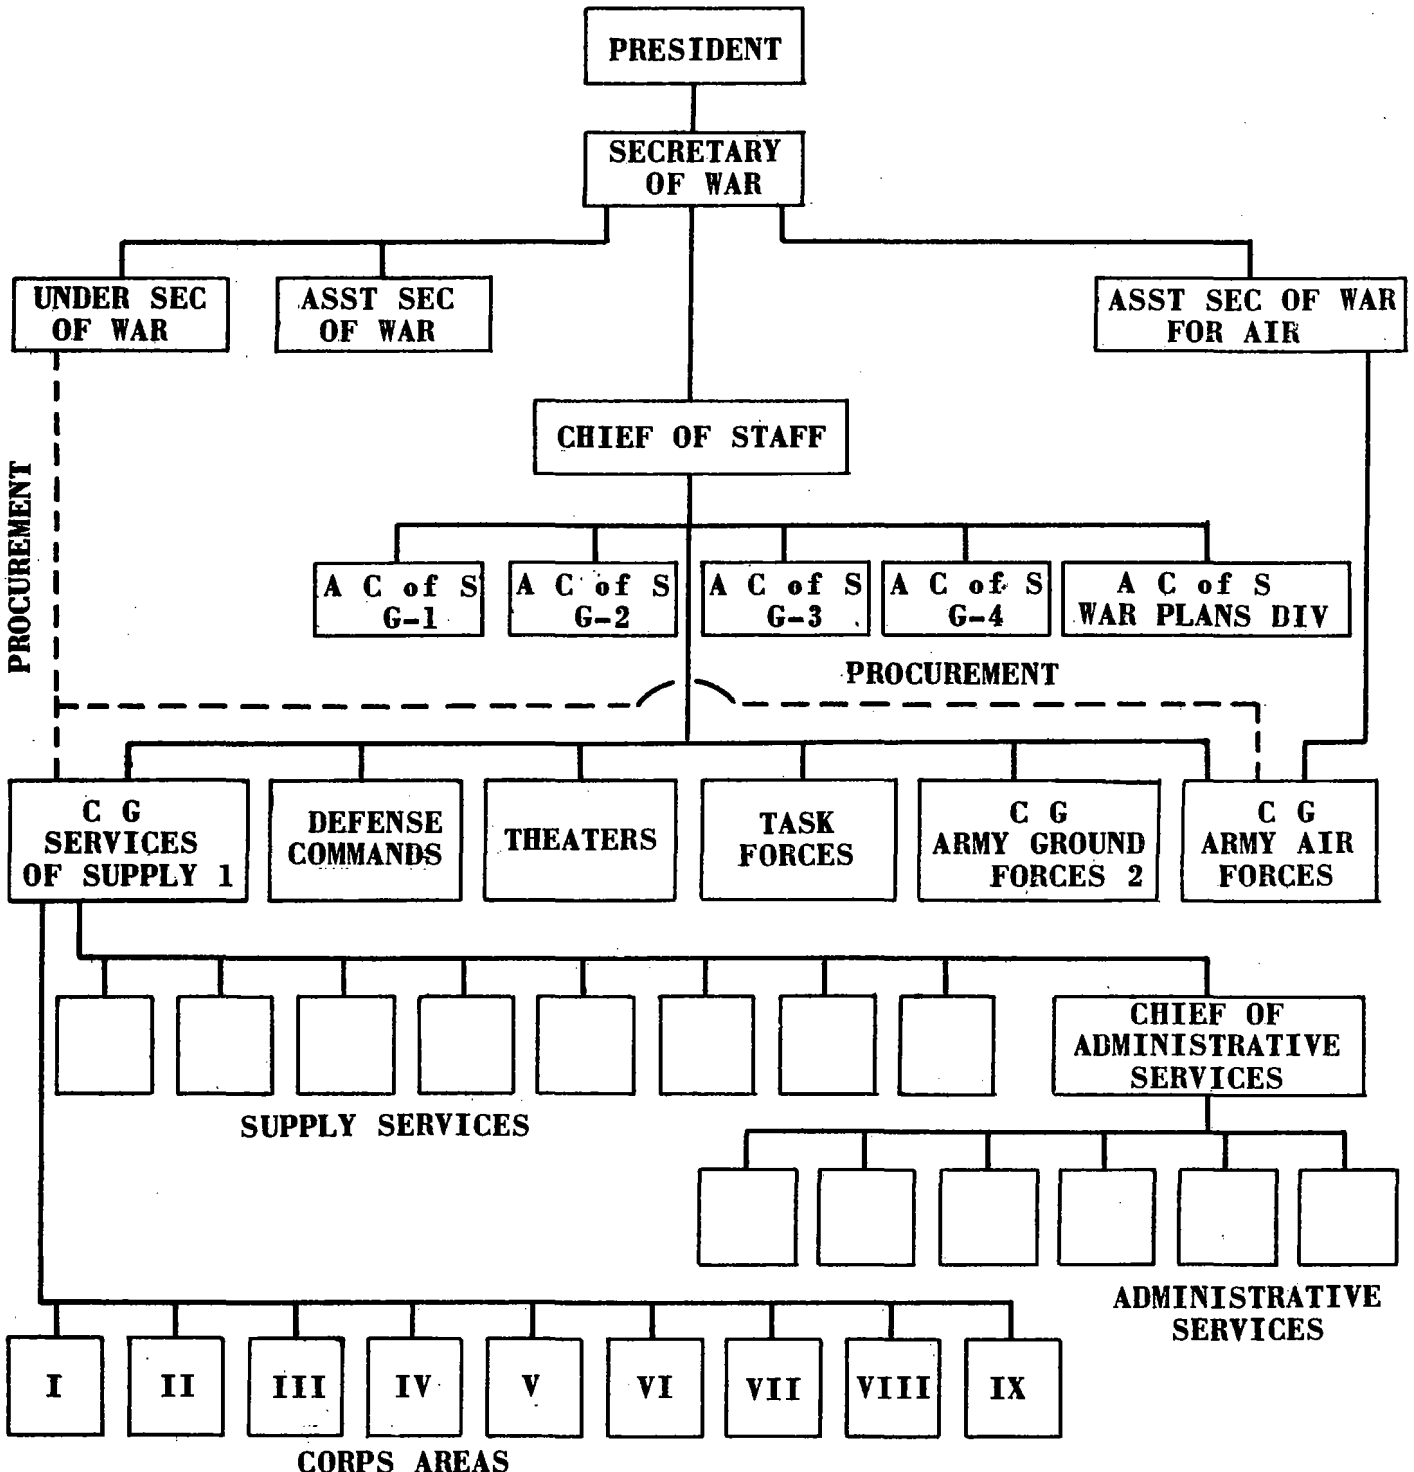 PRESIDENT
SECRETARY
OF WAR
UNDER SEC
OF WAR
ASST SEC
OF WAR
ASST SEC OF WAR
FOR AIR
CHIEF OF STAFF
PROCUREMENT
A C of S
G-1
A C of S
G-2
A C of S
G-3
A C of S
G-4
A C of S
WAR PLANS DIV
PROCUREMENT
C G
SERVICES
OF SUPPLY 1
DEFENSE
COMMANDS
THEATERS
TASK
FORCES
C G
ARMY GROUND
FORCES 2
C G
ARMY AIR
FORCES
CHIEF OF
ADMINISTRATIVE
SERVICES
SUPPLY SERVICES
ADMINISTRATIVE
SERVICES
I
II
III
IV
V
VI
VII
VIII
IX
CORPS AREAS